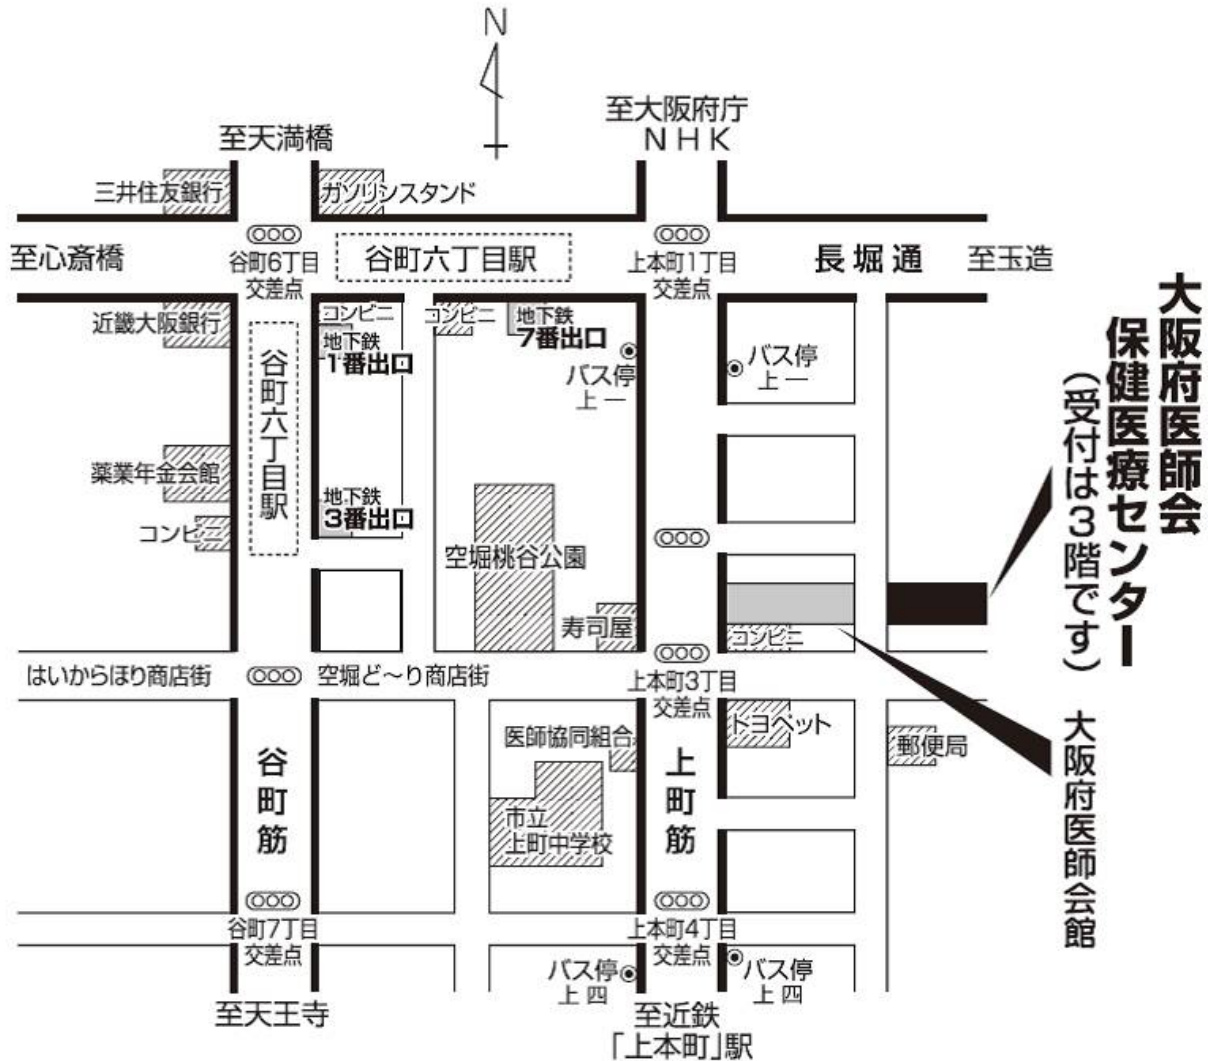 N
至大阪府庁
NHK
至天満橋
三井住友銀行
ガソリンスタンド
至心斎橋
谷町6丁目
交差点
谷町六丁目駅
上本町1丁目
交差点
長堀通
至玉造
近畿大阪銀行
コンビニ
地下鉄
1番出口
コンビニ
地下鉄
7番出口
バス停
上一
バス停
上一
谷町六丁目駅
薬業年金会館
コンビニ
地下鉄
3番出口
空堀桃谷公園
寿司屋
コンビニ
大阪府医師会
保健医療センター
(受付は3階です)
はいからほり商店街
空堀ど〜り商店街
上本町3丁目
交差点
医師協同組合
トヨペット
郵便局
大阪府医師会館
谷町筋
市立
上町中学校
上町筋
谷町7丁目
交差点
上本町4丁目
交差点
バス停
上四
バス停
上四
至天王寺
至近鉄
「上本町」駅